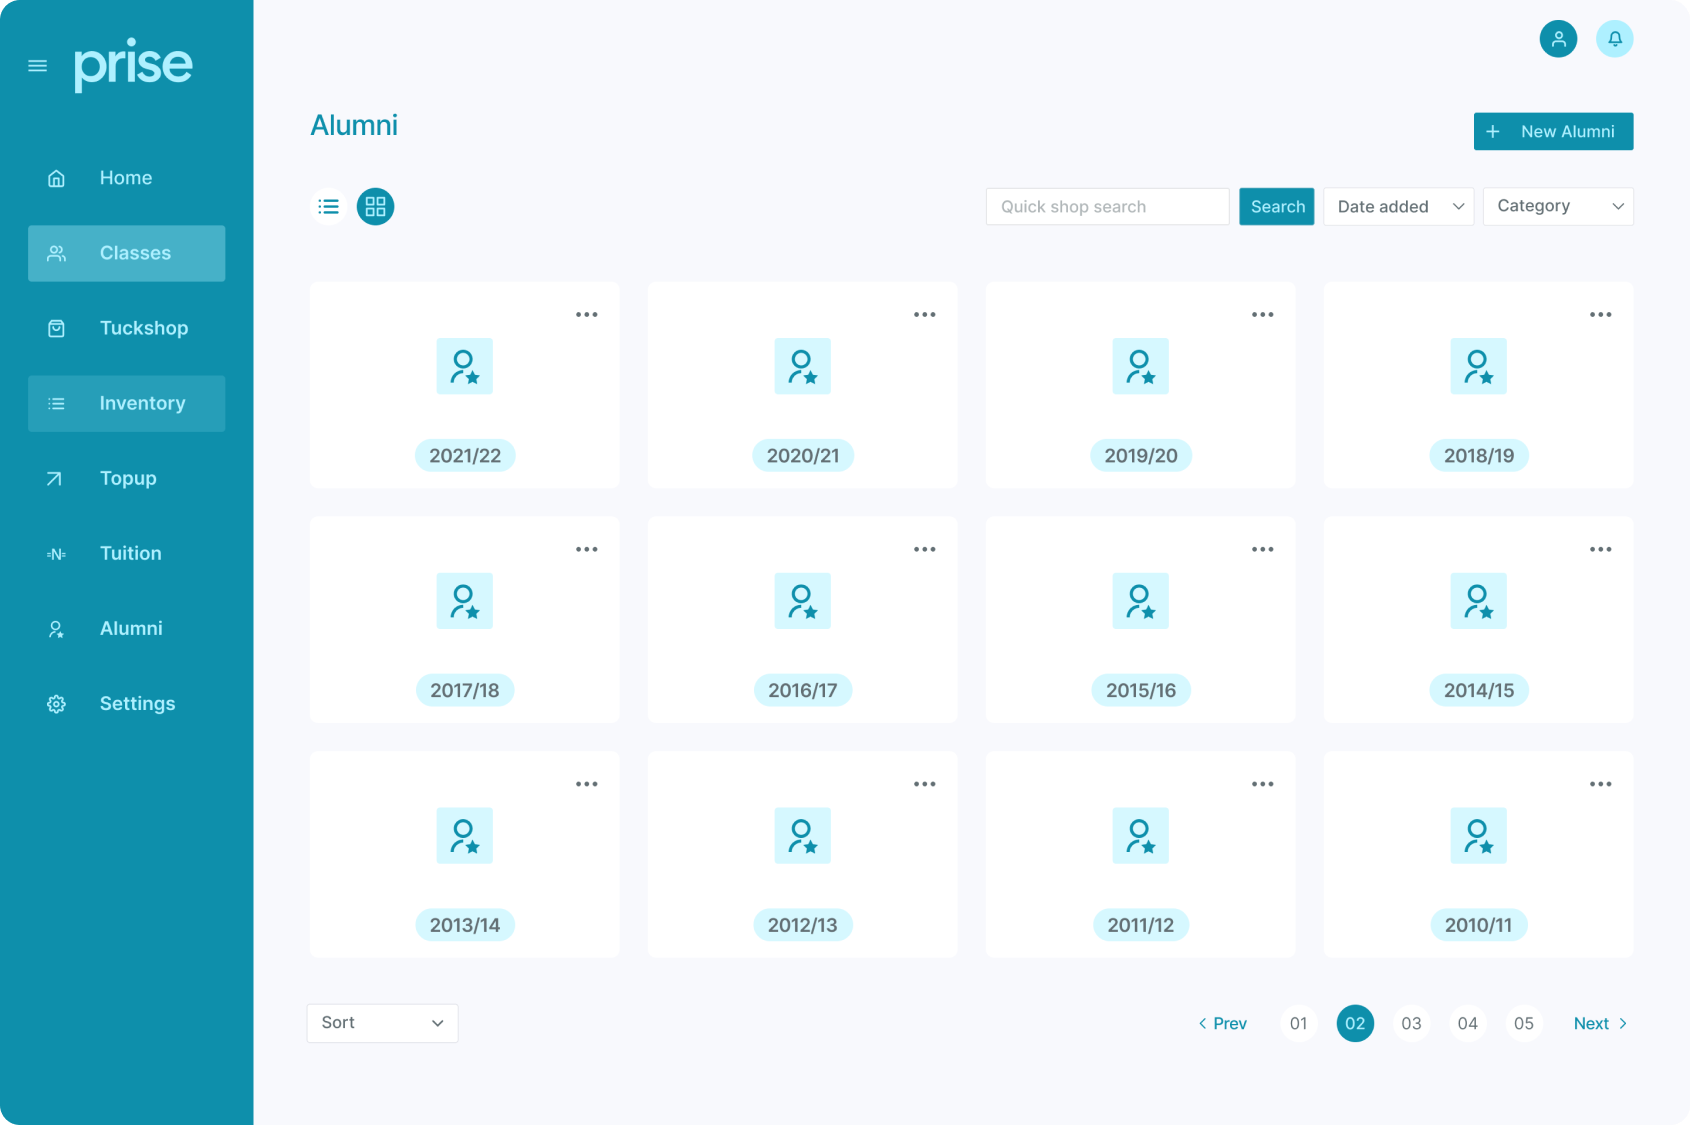 prise
Home
Classes
Tuckshop
Inventory
Topup
=N= Tuition
Alumni
Settings
Alumni
+ New Alumni
Quick shop search
Search
Date added
Category
2021/22
2020/21
2019/20
2018/19
2017/18
2016/17
2015/16
2014/15
2013/14
2012/13
2011/12
2010/11
Sort
< Prev 01 02 03 04 05 Next >